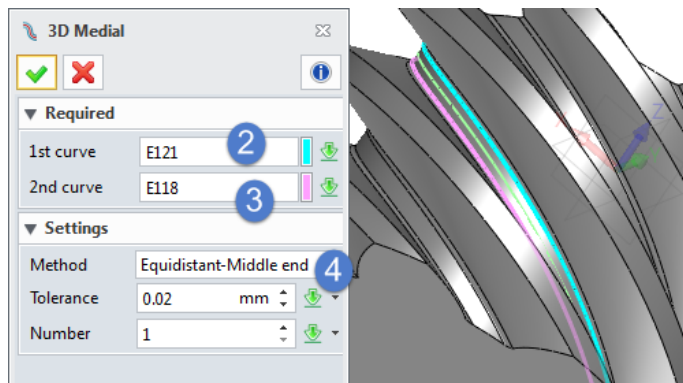 3D Medial
Required
1st curve E121 2
2nd curve E118 3
Settings
Method Equidistant-Middle end 4
Tolerance 0.02 mm
Number 1
Z